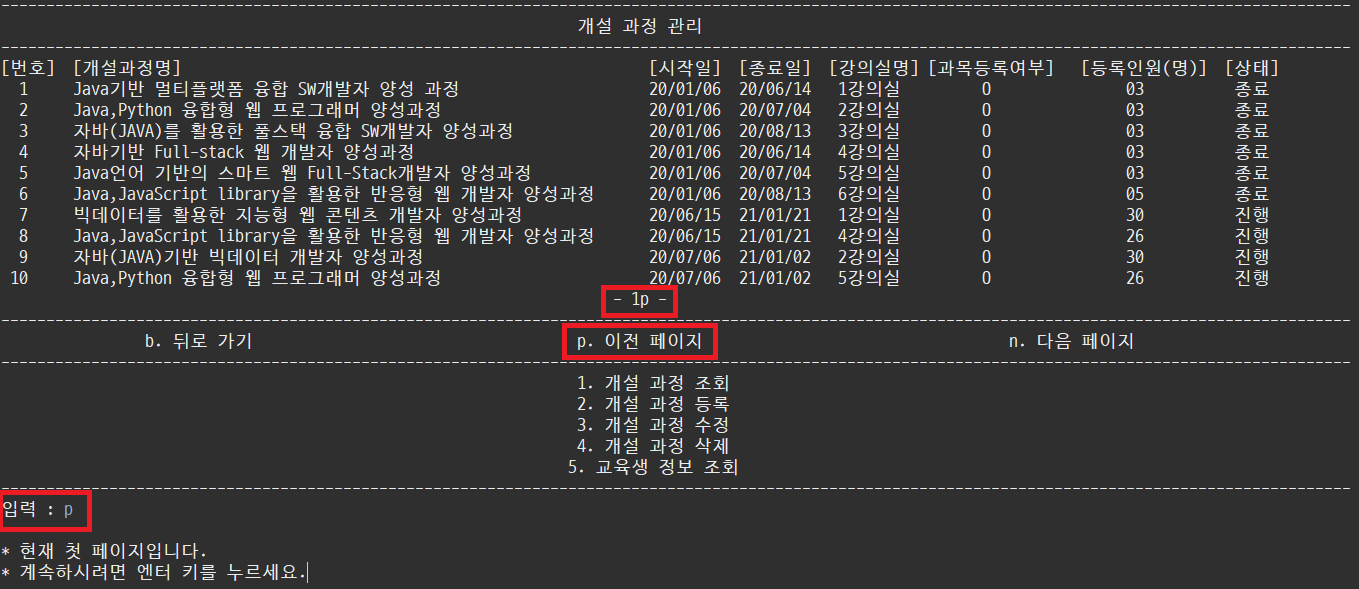 개설 과정 관리
[번호] [개설과정명] [시작일] [종료일] [강의실명] [과목등록여부] [등록인원(명)] [상태]
1 Java기반 멀티플랫폼 융합 SW개발자 양성 과정 20/01/06 20/06/14 1강의실 O 03 종료
2 Java,Python 융합형 웹 프로그래머 양성과정 20/01/06 20/07/04 2강의실 O 03 종료
3 자바(JAVA)를 활용한 풀스택 융합 SW개발자 양성과정 20/01/06 20/08/13 3강의실 O 03 종료
4 자바기반 Full-stack 웹 개발자 양성과정 20/01/06 20/06/14 4강의실 O 03 종료
5 Java언어 기반의 스마트 웹 Full-Stack개발자 양성과정 20/01/06 20/07/04 5강의실 O 03 종료
6 Java,JavaScript library을 활용한 반응형 웹 개발자 양성과정 20/01/06 20/08/13 6강의실 O 05 종료
7 빅데이터를 활용한 지능형 웹 콘텐츠 개발자 양성과정 20/06/15 21/01/21 1강의실 O 30 진행
8 Java,JavaScript library을 활용한 반응형 웹 개발자 양성과정 20/06/15 21/01/21 4강의실 O 26 진행
9 자바(JAVA)기반 빅데이터 개발자 양성과정 20/07/06 21/01/02 2강의실 O 30 진행
10 Java,Python 융합형 웹 프로그래머 양성과정 20/07/06 21/01/02 5강의실 O 26 진행
- 1p -
b. 뒤로 가기 p. 이전 페이지 n. 다음 페이지
1. 개설 과정 조회
2. 개설 과정 등록
3. 개설 과정 수정
4. 개설 과정 삭제
5. 교육생 정보 조회
입력 : p
* 현재 첫 페이지입니다.
* 계속하시려면 엔터 키를 누르세요.